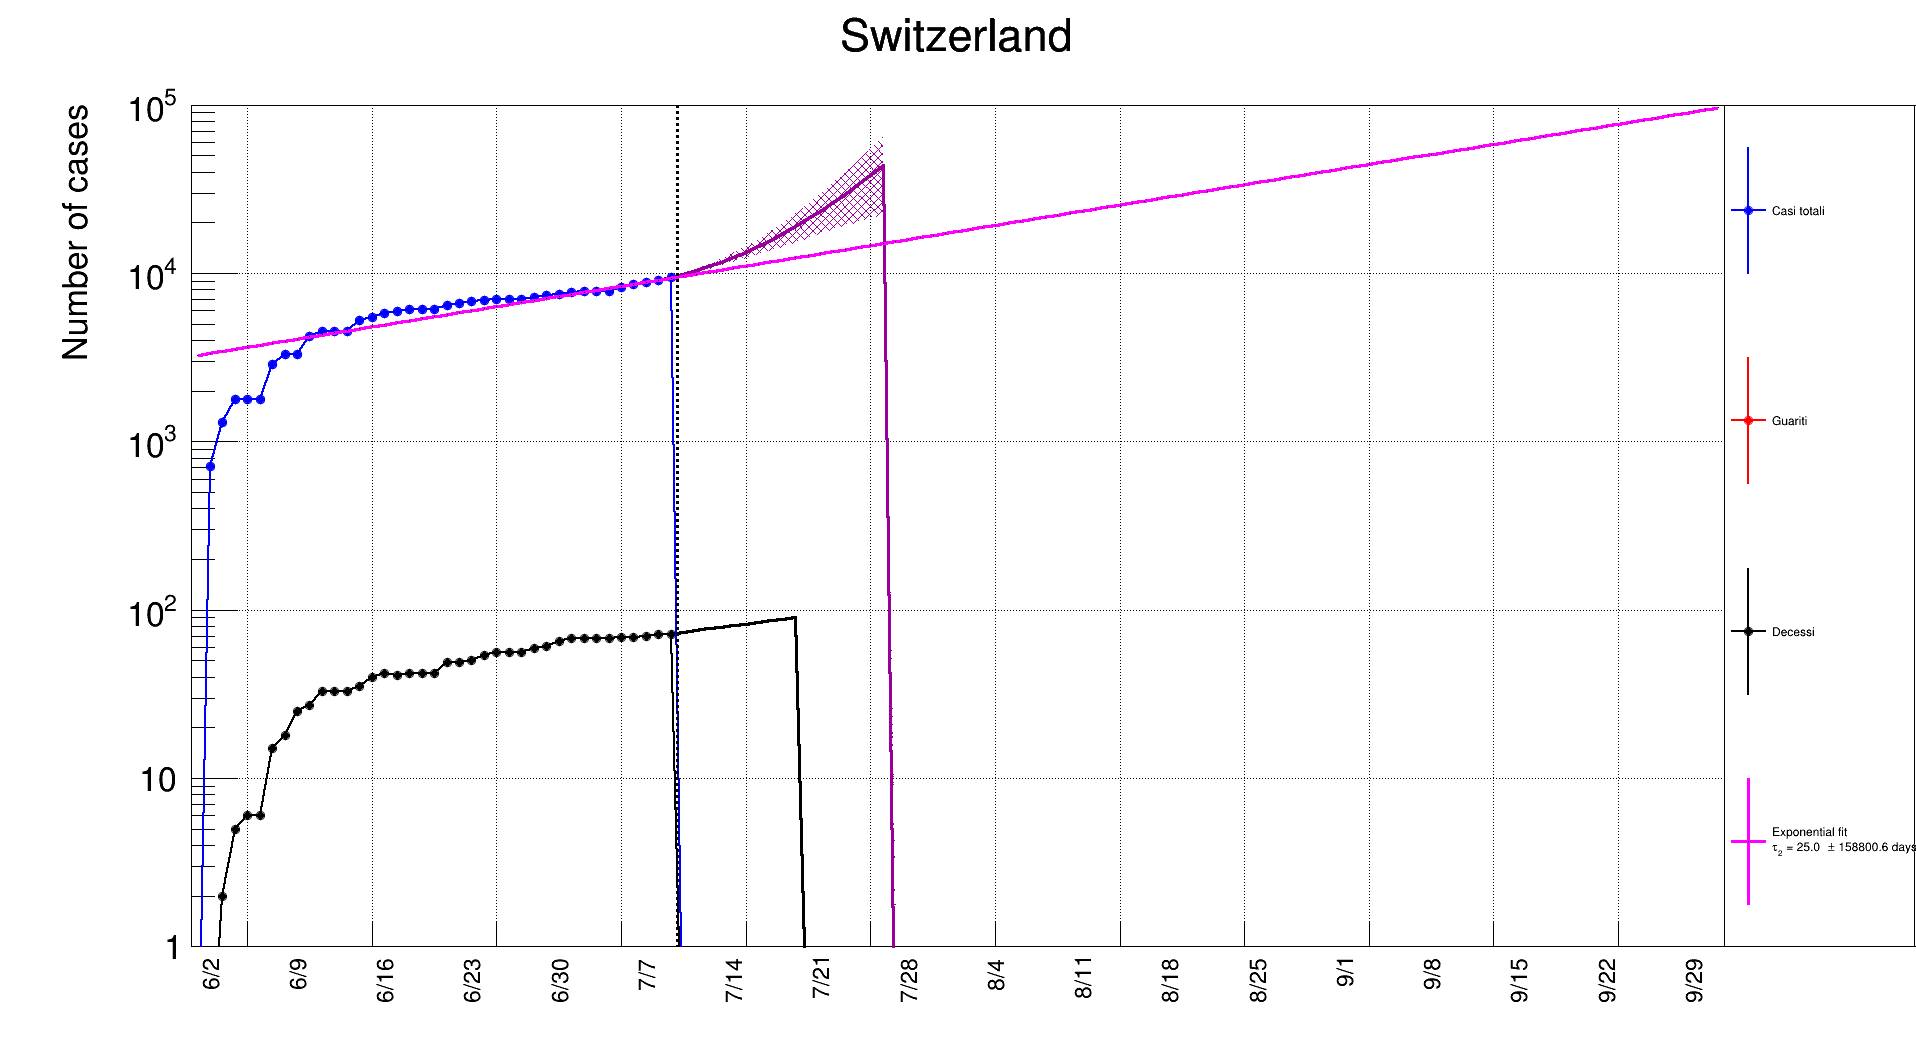 Switzerland
Number of cases
10^5
10^4
10^3
10^2
10
1
6/2 6/9 6/16 6/23 6/30 7/7 7/14 7/21 7/28 8/4 8/11 8/18 8/25 9/1 9/8 9/15 9/22 9/29
Casi totali
Guariti
Decessi
Exponential fit
τ₂ = 25.0 ± 158800.6 days